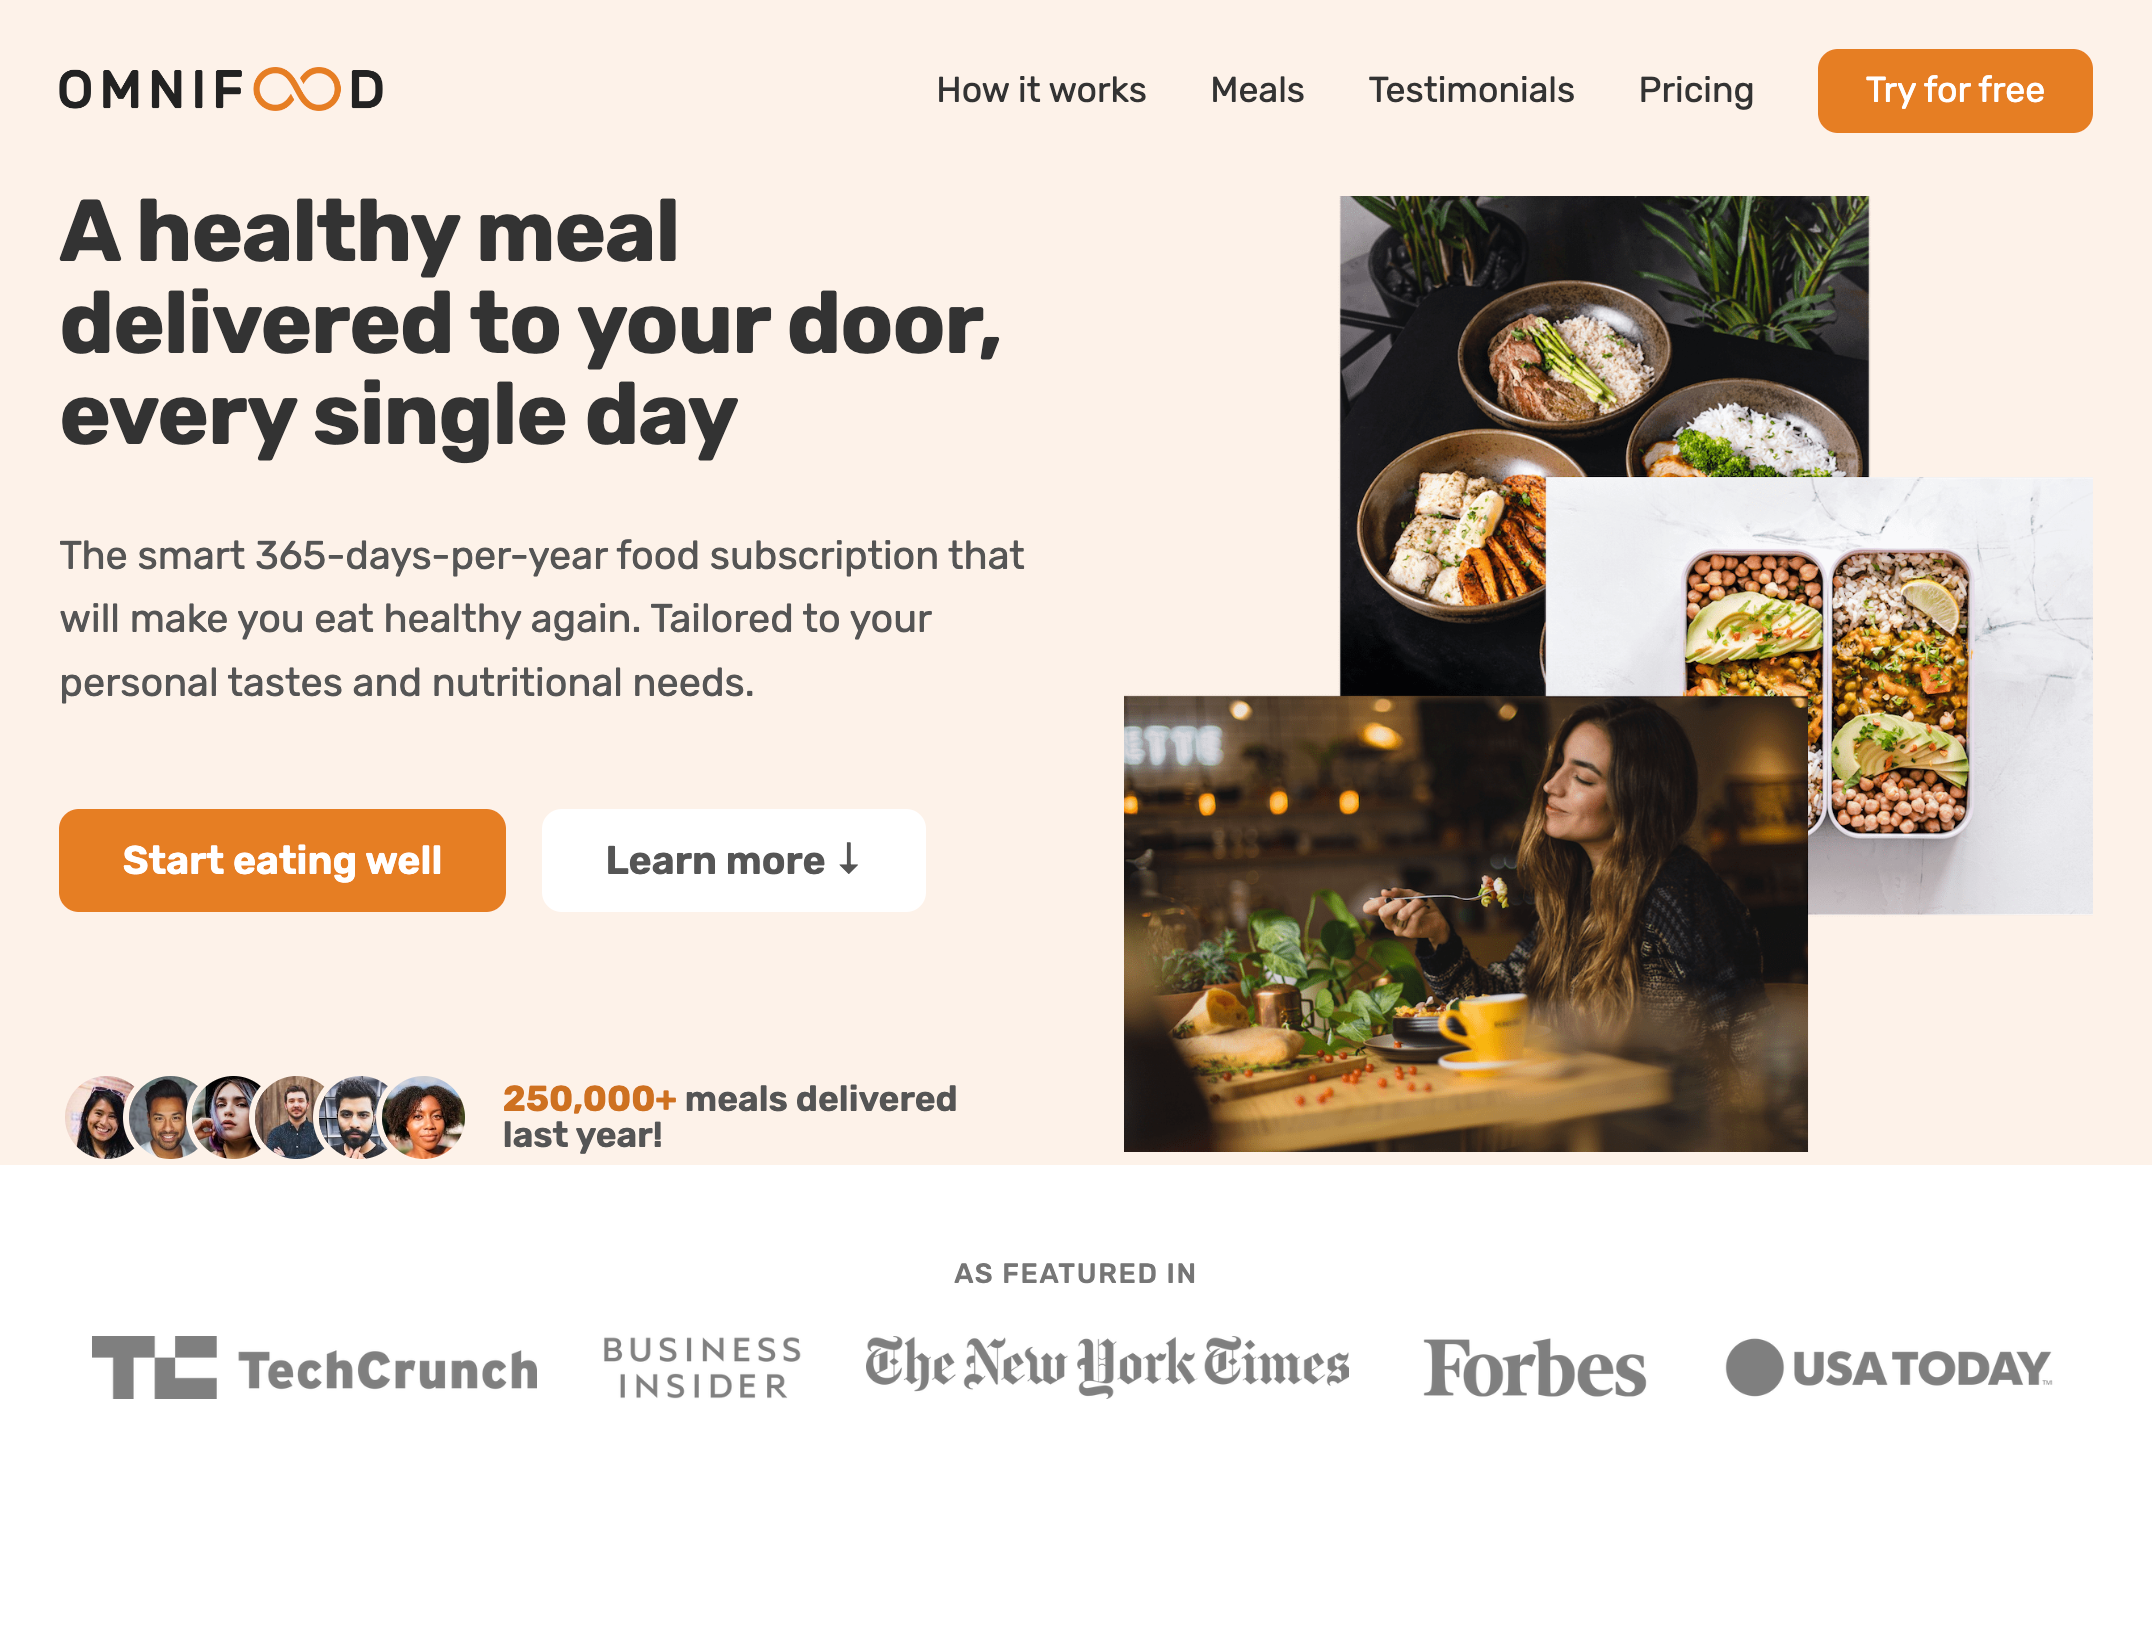 OMNIFOOD
How it works
Meals
Testimonials
Pricing
Try for free
A healthy meal
delivered to your door,
every single day
The smart 365-days-per-year food subscription that
will make you eat healthy again. Tailored to your
personal tastes and nutritional needs.
Start eating well
Learn more ↓
ETTE
250,000+ meals delivered
last year!
AS FEATURED IN
TC TechCrunch
BUSINESS
INSIDER
The New York Times
Forbes
USA TODAY™